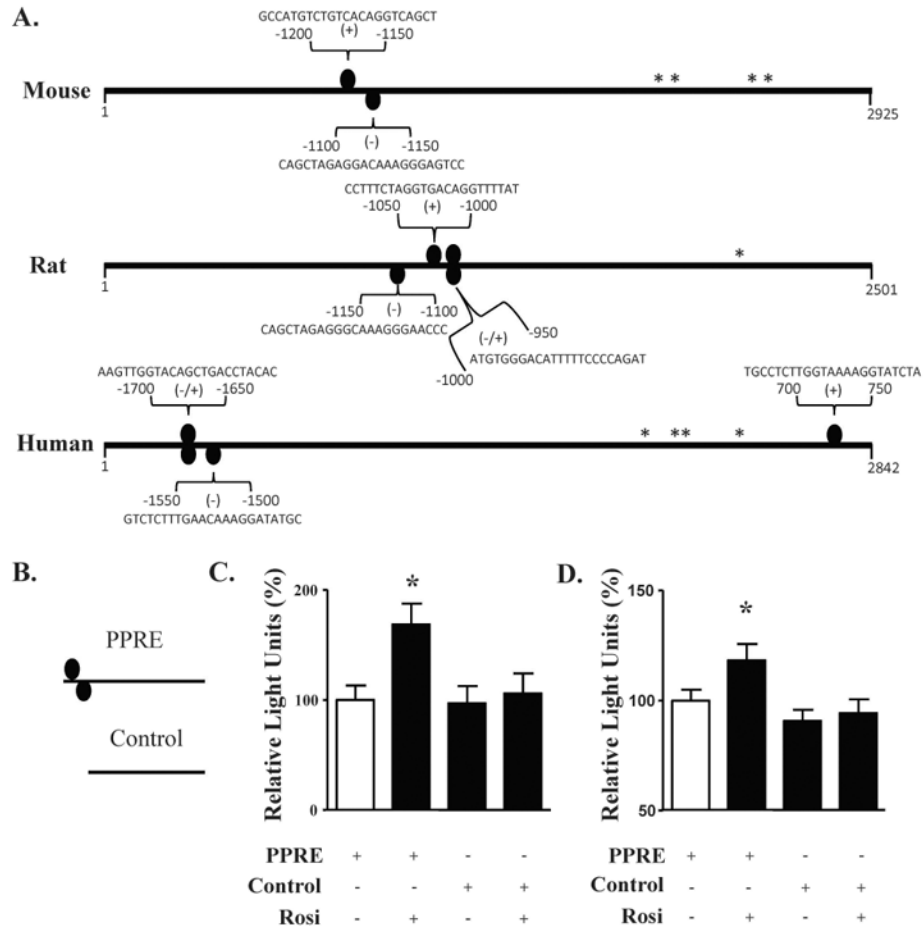 A.
GCCATGTCTGTCACAGGTCAGCT
-1200 (+) -1150
* * * *
Mouse
1 2925
-1100 (-) -1150
CAGCTAGAGGACAAAGGGAGTCC
CCTTTCTAGGTGACAGGTTTTAT
-1050 (+) -1000
*
Rat
1 2501
-1150 (-) -1100
CAGCTAGAGGGCAAAGGGAACCC
-950
(-/+)
ATGTGGGACATTTTTCCCCAGAT
-1000
AAGTTGGTACAGCTGACCTACAC
-1700 (-/+) -1650
TGCCTCTTGGTAAAAGGTATCTA
700 (+) 750
* ** *
Human
1 2842
-1550 (-) -1500
GTCTCTTTGAACAAAGGATATGC
B.
PPRE
Control
C.
Relative Light Units (%)
200
100
0
*
PPRE + + - -
Control - - + +
Rosi - + - +
D.
Relative Light Units (%)
150
100
50
*
PPRE + + - -
Control - - + +
Rosi - + - +